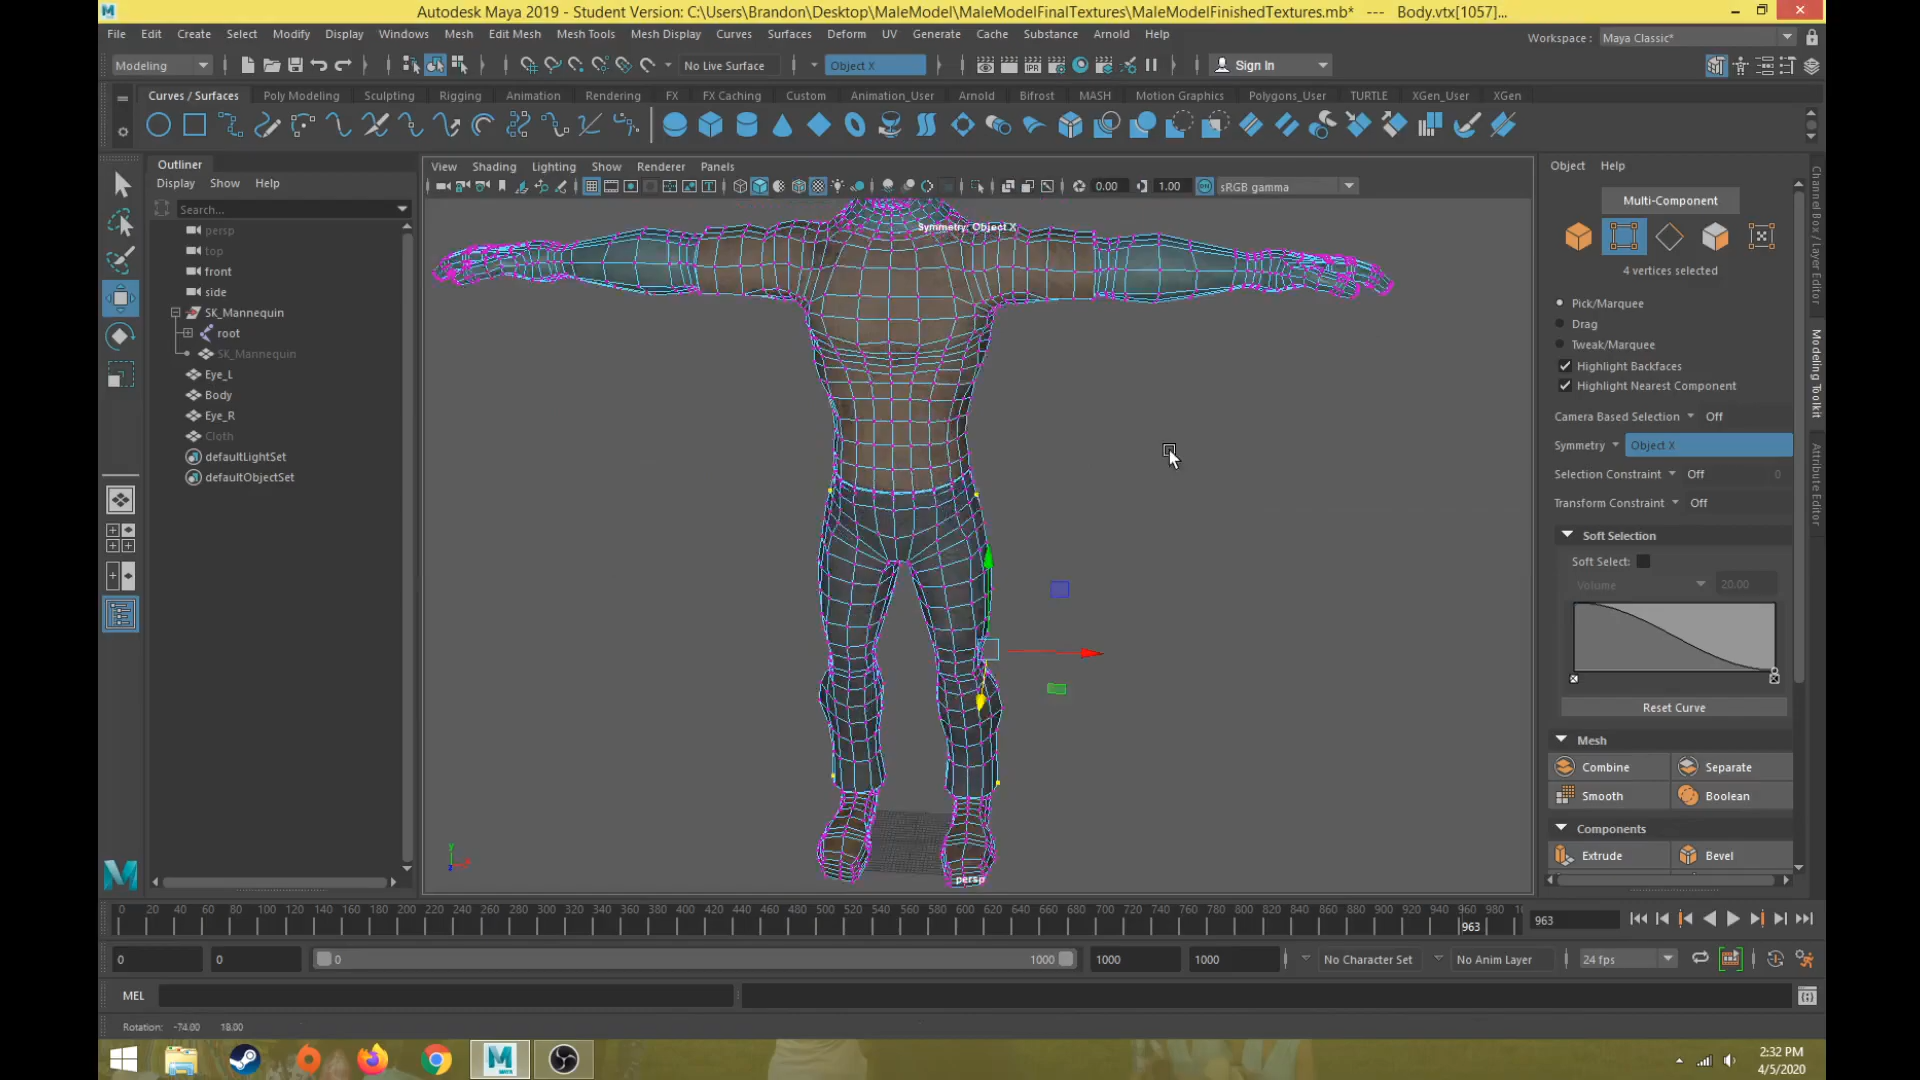 Autodesk Maya 2019 - Student Version: C:\Users\Brandon\Desktop\MaleModel\MaleModelFinalTextures\MaleModelFinishedTextures.mb* --- Body.vtx[1057]...
File Edit Create Select Modify Display Windows Mesh Edit Mesh Mesh Tools Mesh Display Curves Surfaces Deform UV Generate Cache Substance Arnold Help
Workspace : Maya Classic*
Modeling No Live Surface Object X Sign In
Curves / Surfaces Poly Modeling Sculpting Rigging Animation Rendering FX FX Caching Custom Animation_User Arnold Bifrost MASH Motion Graphics Polygons_User TURTLE XGen_User XGen
Outliner
Display Show Help
Search...
persp
top
front
side
SK_Mannequin
root
SK_Mannequin
Eye_L
Body
Eye_R
Cloth
defaultLightSet
defaultObjectSet
View Shading Lighting Show Renderer Panels
0.00 1.00 sRGB gamma
Symmetry: Object X
persp
Object Help
Multi-Component
4 vertices selected
Pick/Marquee
Drag
Tweak/Marquee
Highlight Backfaces
Highlight Nearest Component
Camera Based Selection Off
Symmetry Object X
Selection Constraint Off 0
Transform Constraint Off
Soft Selection
Soft Select:
Volume 20.00
Reset Curve
Mesh
Combine Separate
Smooth Boolean
Components
Extrude Bevel
Channel Box / Layer Editor
Modeling Toolkit
Attribute Editor
0 20 40 60 80 100 120 140 160 180 200 220 240 260 280 300 320 340 360 380 400 420 440 460 480 500 520 540 560 580 600 620 640 660 680 700 720 740 760 780 800 820 840 860 880 900 920 940 960 980
963
963
0 0 0 1000 1000 1000 No Character Set No Anim Layer 24 fps
MEL
Rotation: -74.00 18.00
2:32 PM
4/5/2020